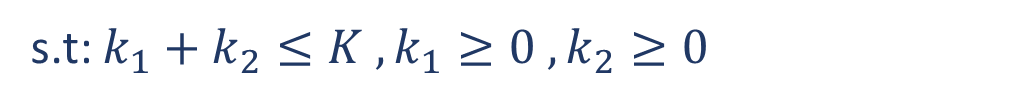 s.t: k₁ + k₂ ≤ K , k₁ ≥ 0 , k₂ ≥ 0